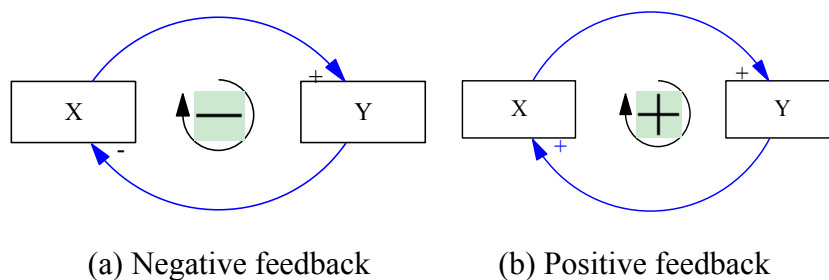 X
+
Y
-
—
(a) Negative feedback
X
+
Y
+
+
(b) Positive feedback